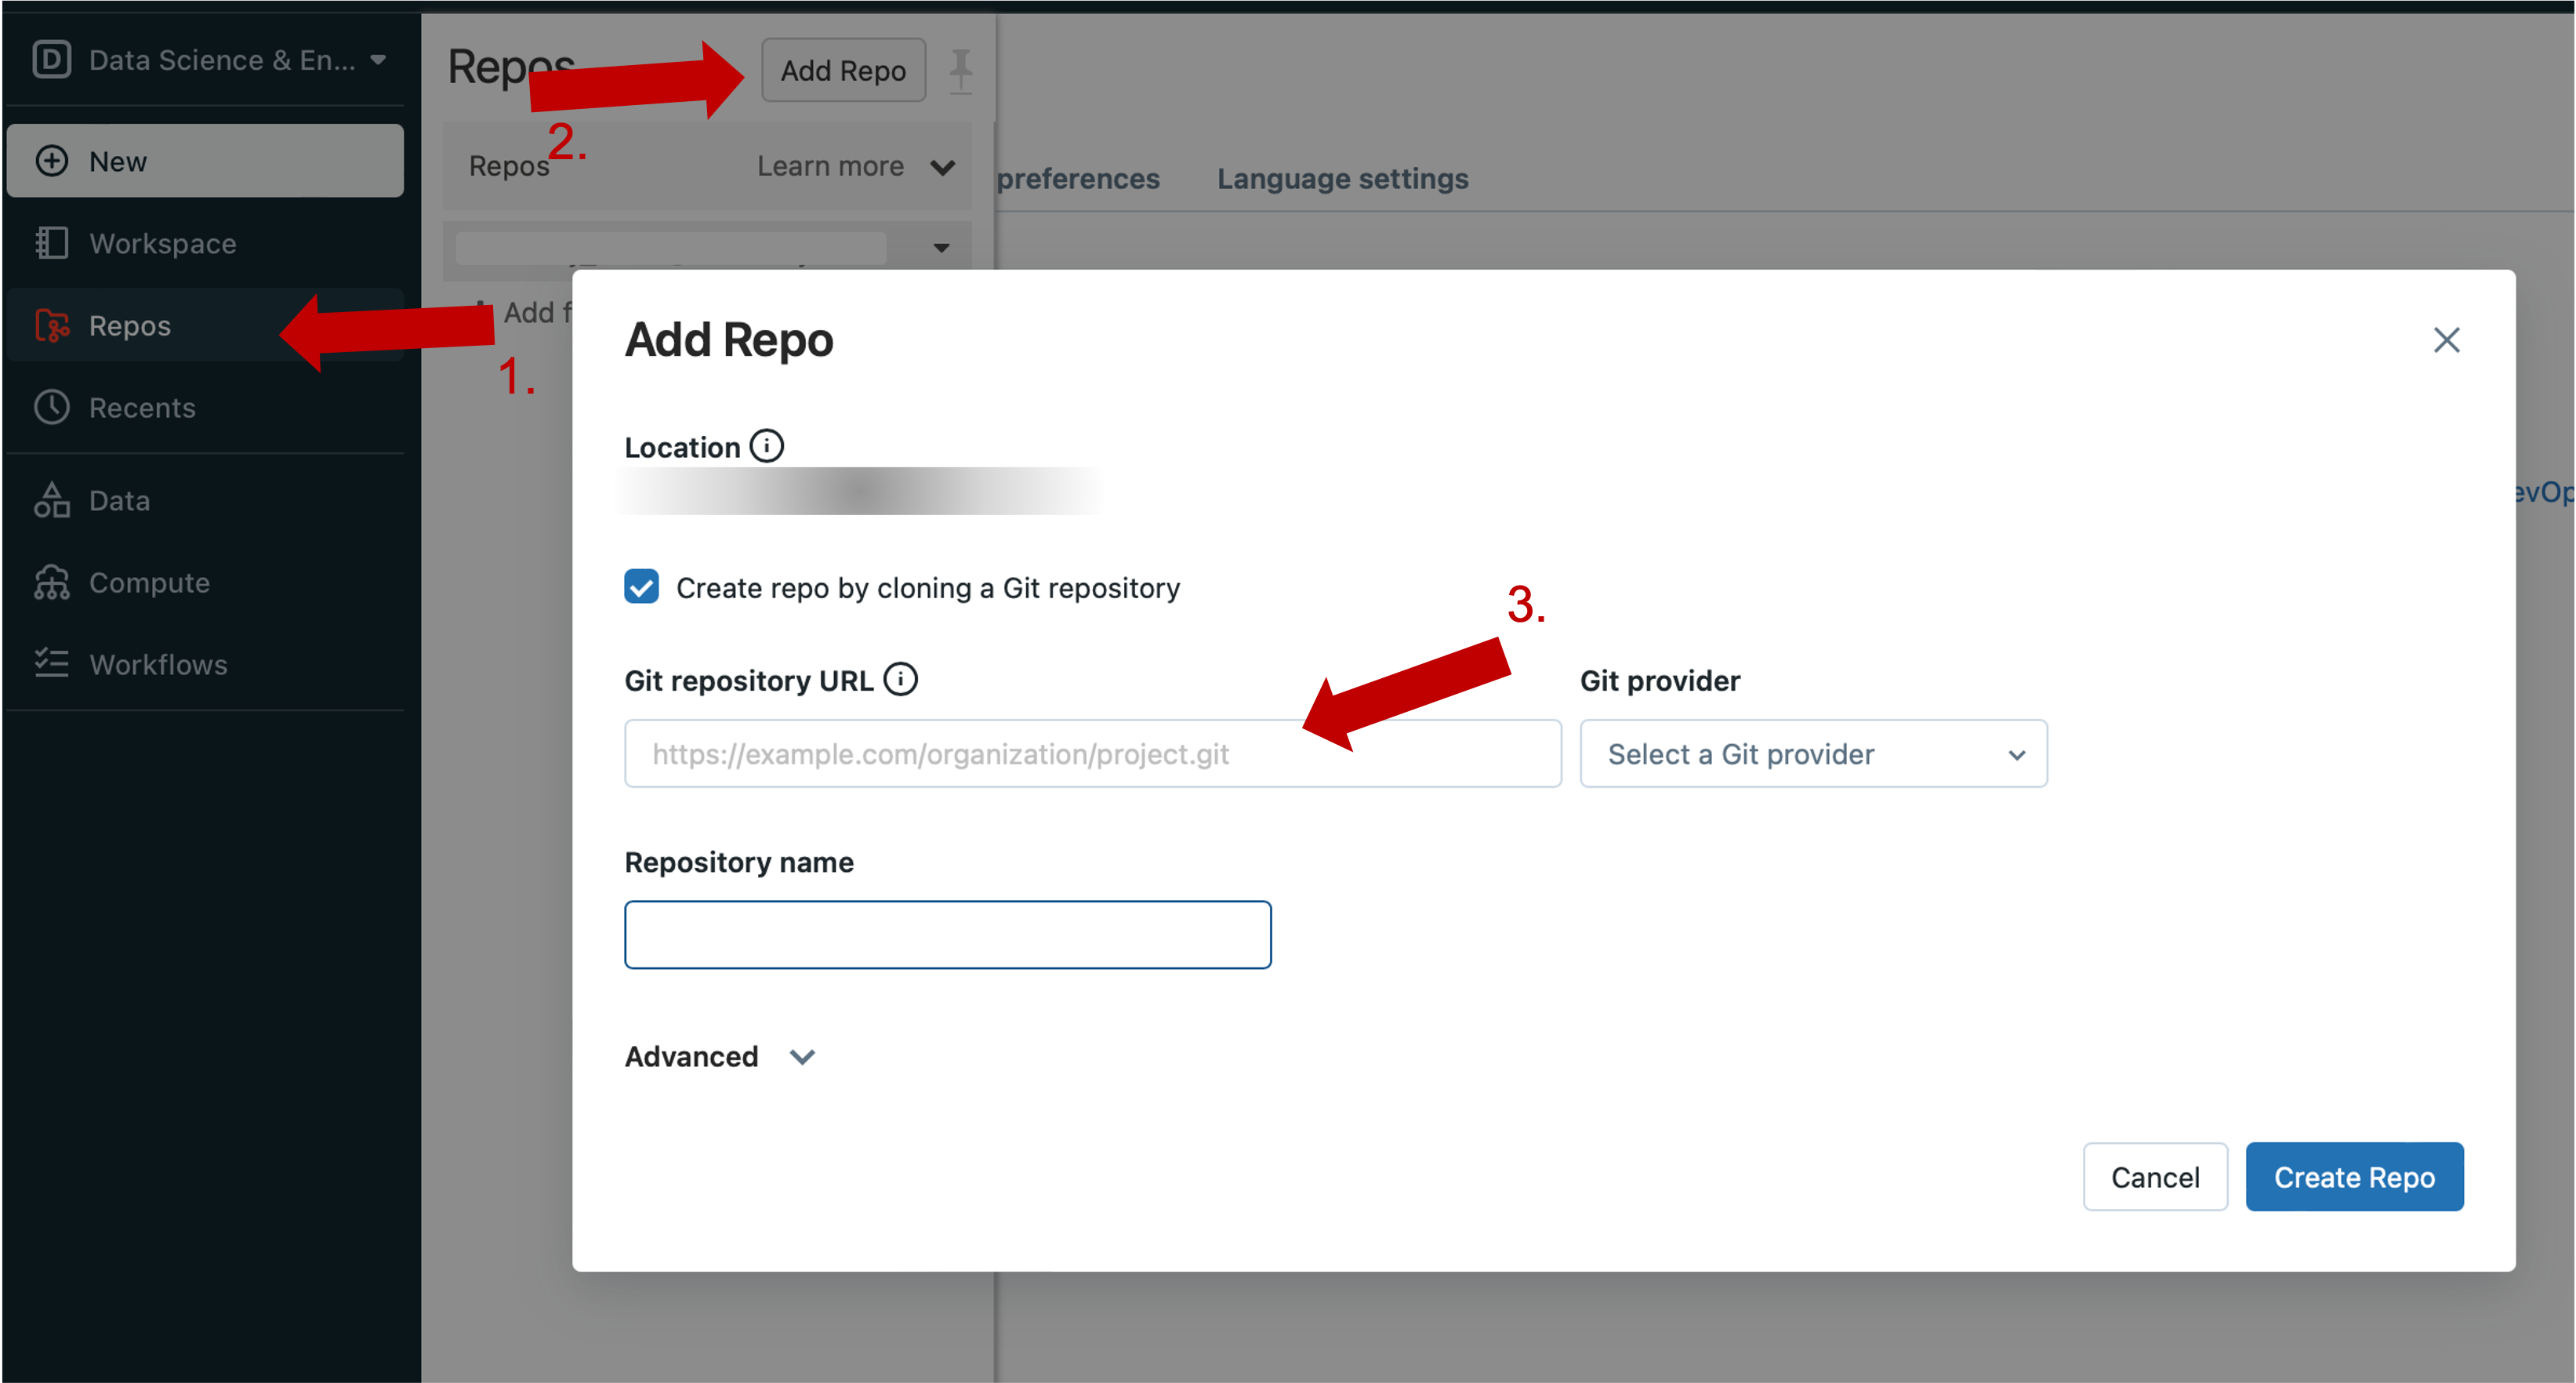 D Data Science & En...
New
Workspace
Repos
Recents
Data
Compute
Workflows
1.
Repos
Add Repo
2.
Repos
Learn more
Add f
preferences
Language settings
evOp
Add Repo
Location
Create repo by cloning a Git repository
3.
Git repository URL
Git provider
https://example.com/organization/project.git
Select a Git provider
Repository name
Advanced
Cancel
Create Repo